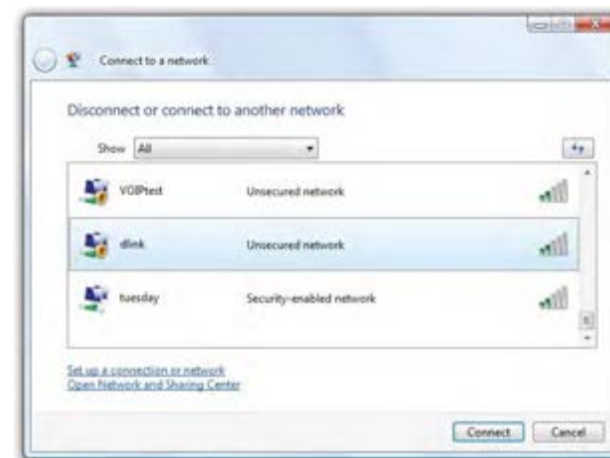 Connect to a network
Disconnect or connect to another network
Show All
VOIPtest Unsecured network
dlink Unsecured network
tuesday Security-enabled network
Set up a connection or network
Open Network and Sharing Center
Connect Cancel